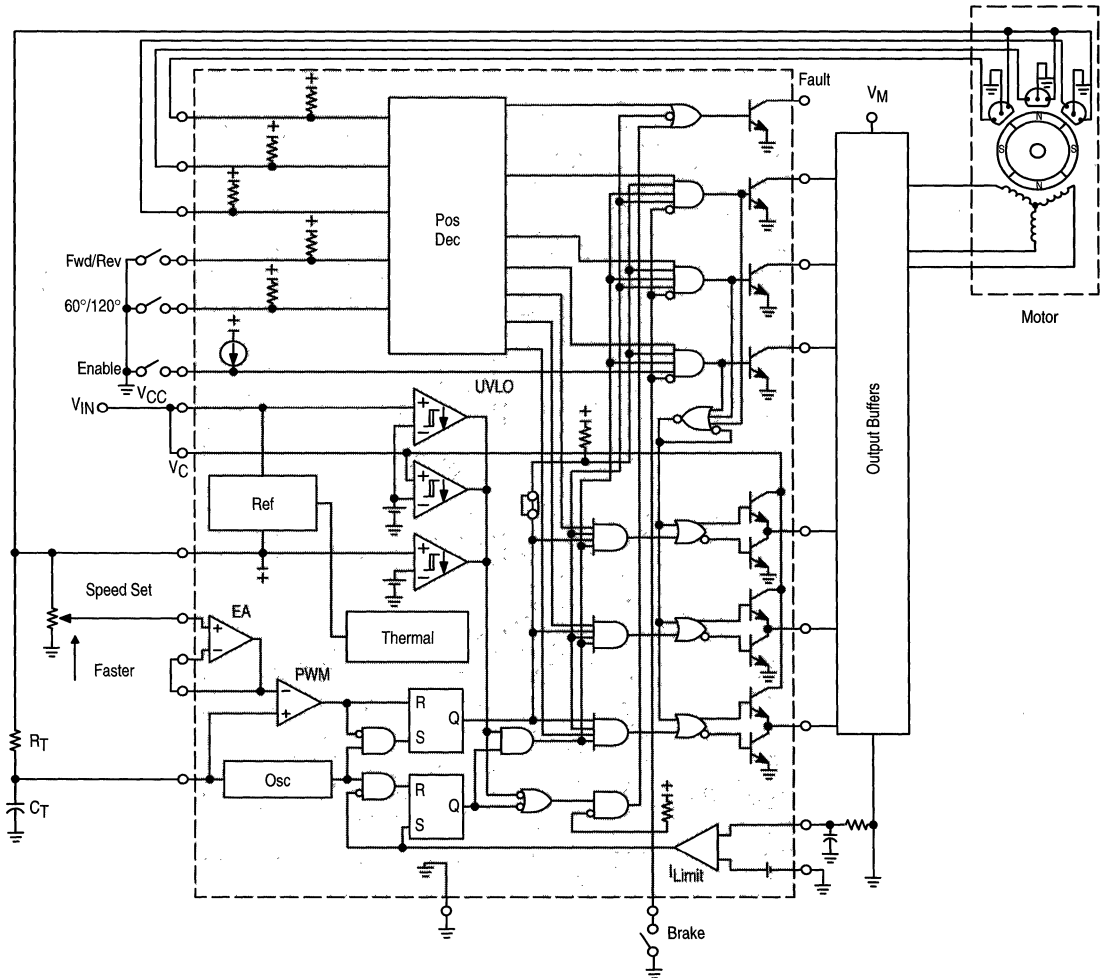 Fault
V_M
N
S
S
N
Motor
Pos
Dec
Fwd/Rev
60°/120°
Enable
V_CC
V_IN
V_C
UVLO
Ref
Output Buffers
Speed Set
EA
Thermal
Faster
PWM
R
Q
S
R_T
Osc
R
Q
S
C_T
I_Limit
Brake